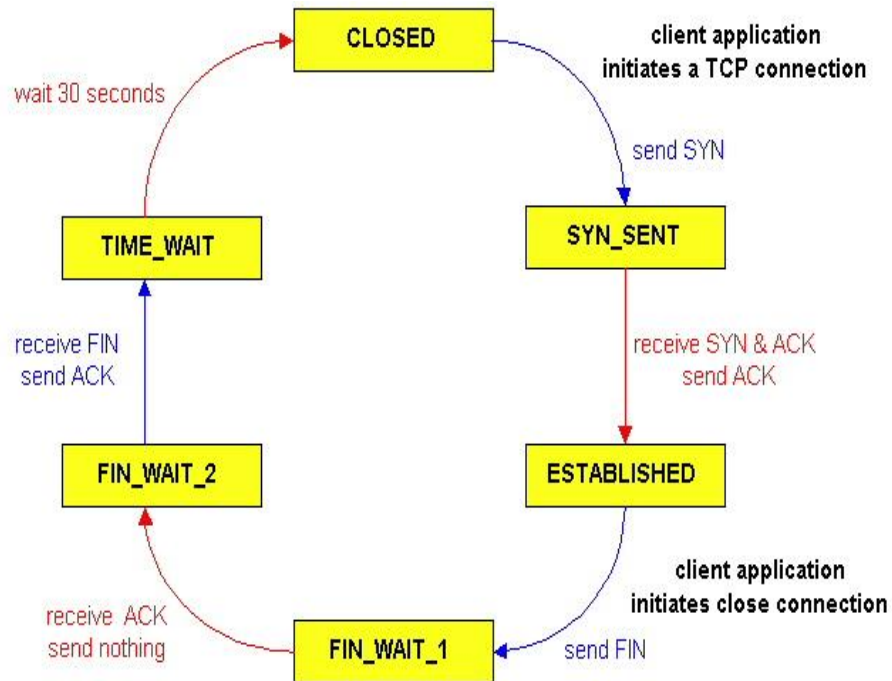 CLOSED
client application
initiates a TCP connection
wait 30 seconds
send SYN
TIME_WAIT
SYN_SENT
receive FIN
send ACK
receive SYN & ACK
send ACK
FIN_WAIT_2
ESTABLISHED
client application
initiates close connection
receive ACK
send nothing
FIN_WAIT_1
send FIN